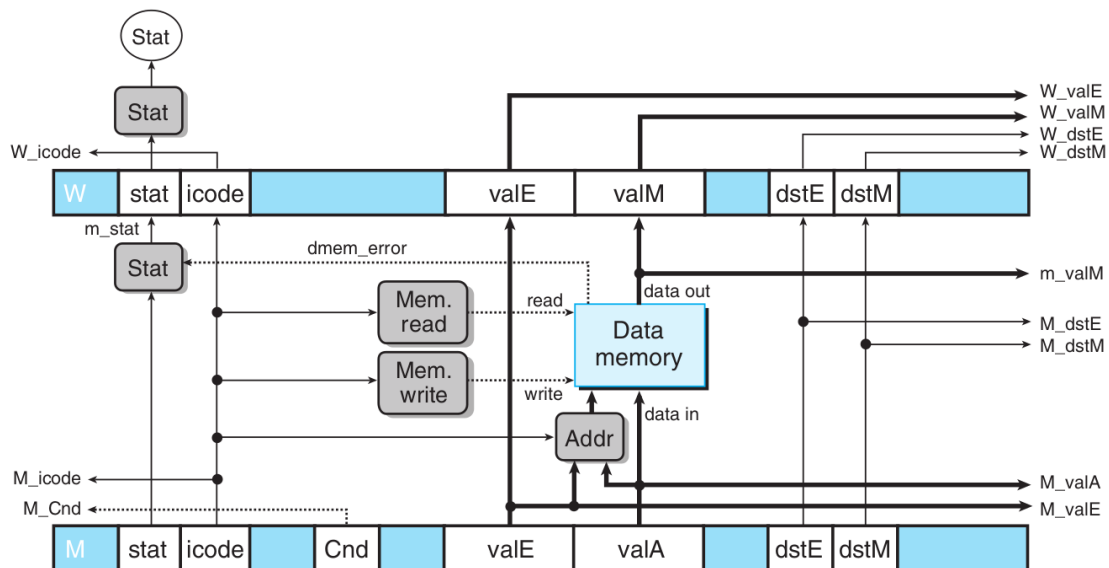 Stat
Stat
W_valE
W_valM
W_dstE
W_icode
W_dstM
W stat icode valE valM dstE dstM
m_stat
dmem_error
Stat
m_valM
data out
Mem. read
read
Data memory
M_dstE
M_dstM
Mem. write
write
data in
Addr
M_icode
M_valA
M_Cnd
M_valE
M stat icode Cnd valE valA dstE dstM